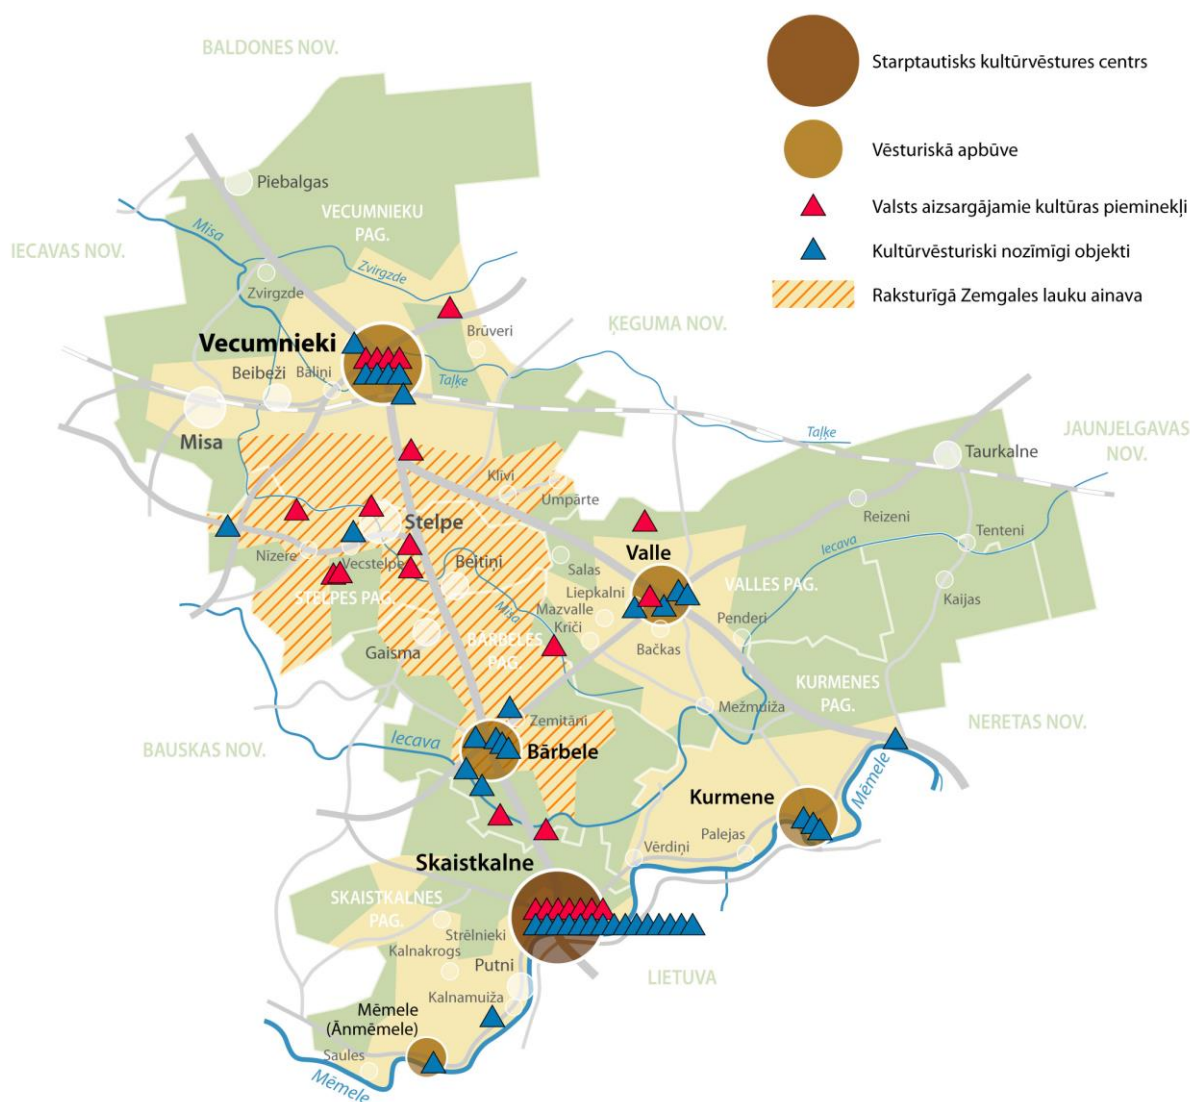 BALDONES NOV.
Starptautisks kultūrvēstures centrs
Vēsturiskā apbūve
Piebalgas
Valsts aizsargājamie kultūras pieminekļi
VECUMNIEKU
PAG.
Misa
IECAVAS NOV.
Kultūrvēsturiski nozīmīgi objekti
Zvirgzde
Zvirgzde
Raksturīgā Zemgales lauku ainava
Brūveri
ĶEGUMA NOV.
Vecumnieki
Beibeži
Bāliņi
Taļķe
Misa
Taļķe
JAUNJELGAVAS
NOV.
Taurkalne
Klīvi
Umpārte
Reizeni
Stelpe
Tenteni
Iecava
Nizere
Vecstelpe
Beitiņi
Salas
Valle
STELPES PAG.
Liepkalni
VALLES PAG.
Kaijas
Misa
Mazvalle
Kriči
Penderi
BĀRBELES
PAG.
Bačkas
Gaisma
KURMENES
PAG.
Mežmuiža
NERETAS NOV.
Zemitāni
Iecava
BAUSKAS NOV.
Bārbele
Mēmele
Kurmene
Palejas
Vērdiņi
Skaistkalne
SKAISTKALNES
PAG.
Strēlnieki
Kalnakrogs
Putni
LIETUVA
Kalnamuiža
Mēmele
(Ānmēmele)
Saules
Mēmele